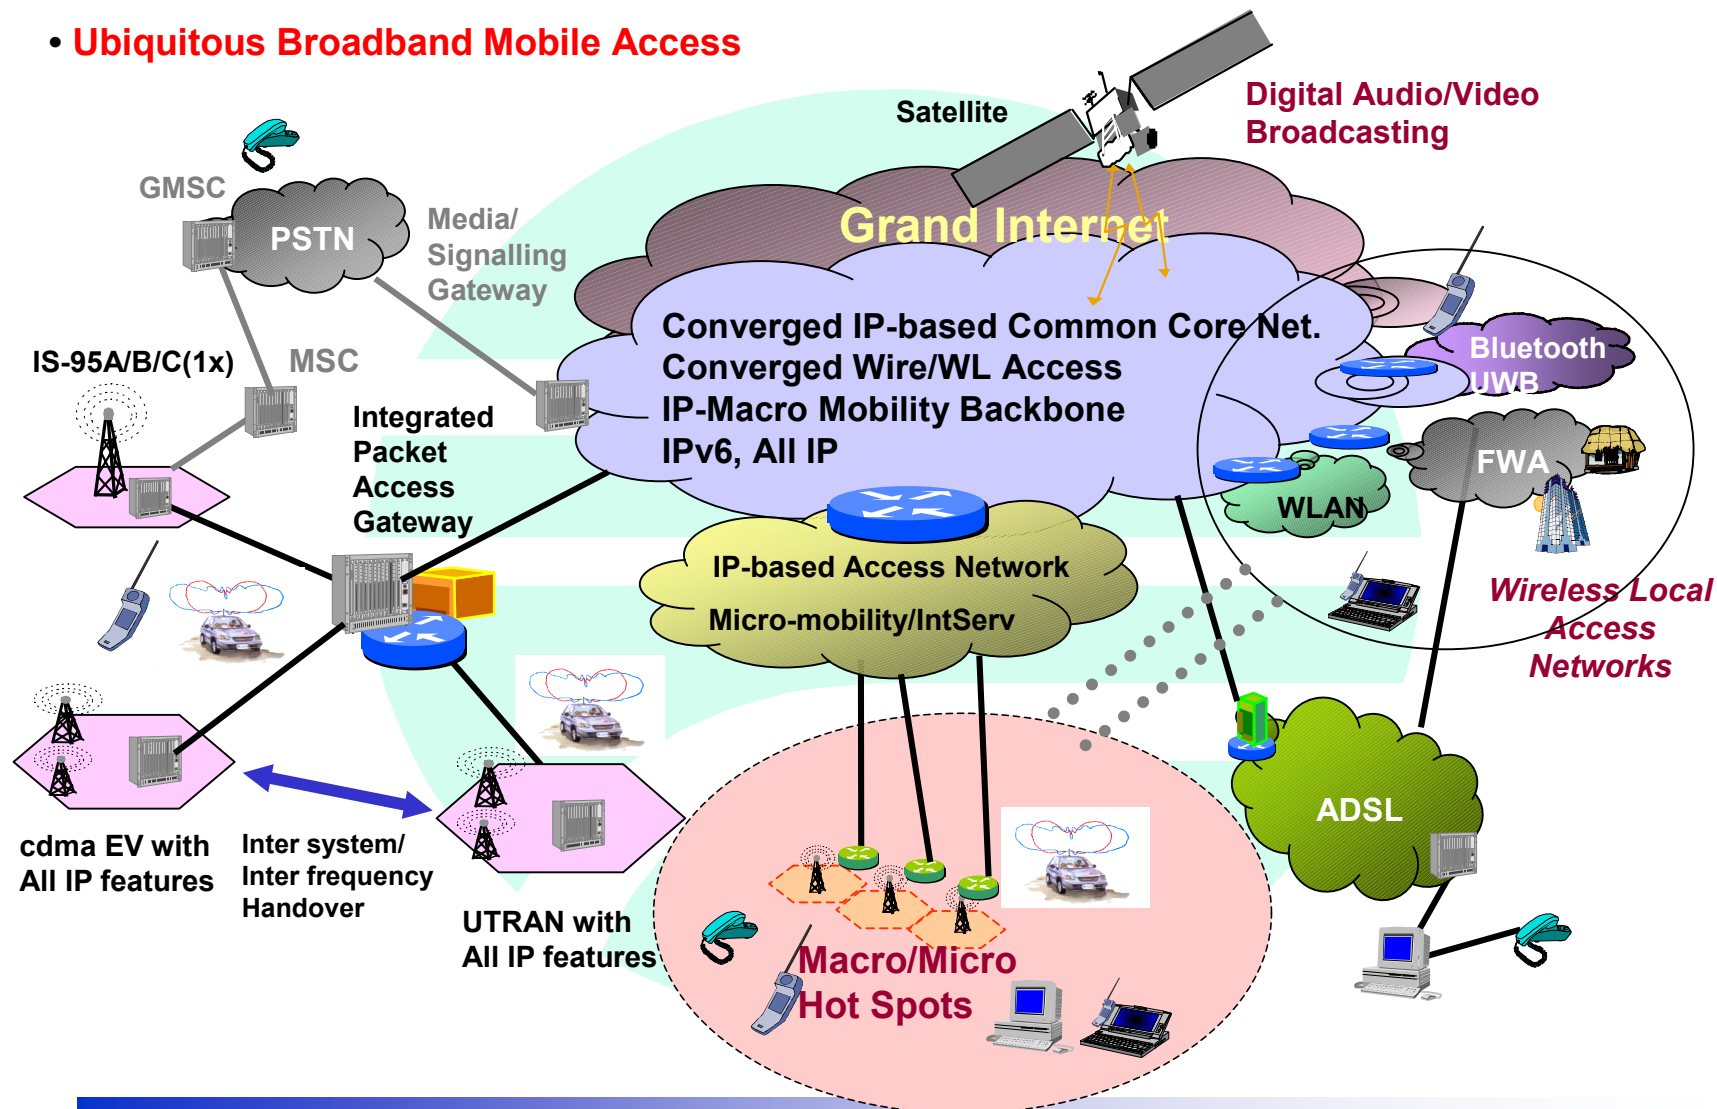 • Ubiquitous Broadband Mobile Access
Satellite
Digital Audio/Video
Broadcasting
GMSC
PSTN
Media/
Signalling
Gateway
Grand Internet
IS-95A/B/C(1x)
MSC
Converged IP-based Common Core Net.
Converged Wire/WL Access
IP-Macro Mobility Backbone
IPv6, All IP
Bluetooth
UWB
Integrated
Packet
Access
Gateway
FWA
WLAN
IP-based Access Network
Micro-mobility/IntServ
Wireless Local
Access
Networks
ADSL
cdma EV with
All IP features
Inter system/
Inter frequency
Handover
UTRAN with
All IP features
Macro/Micro
Hot Spots